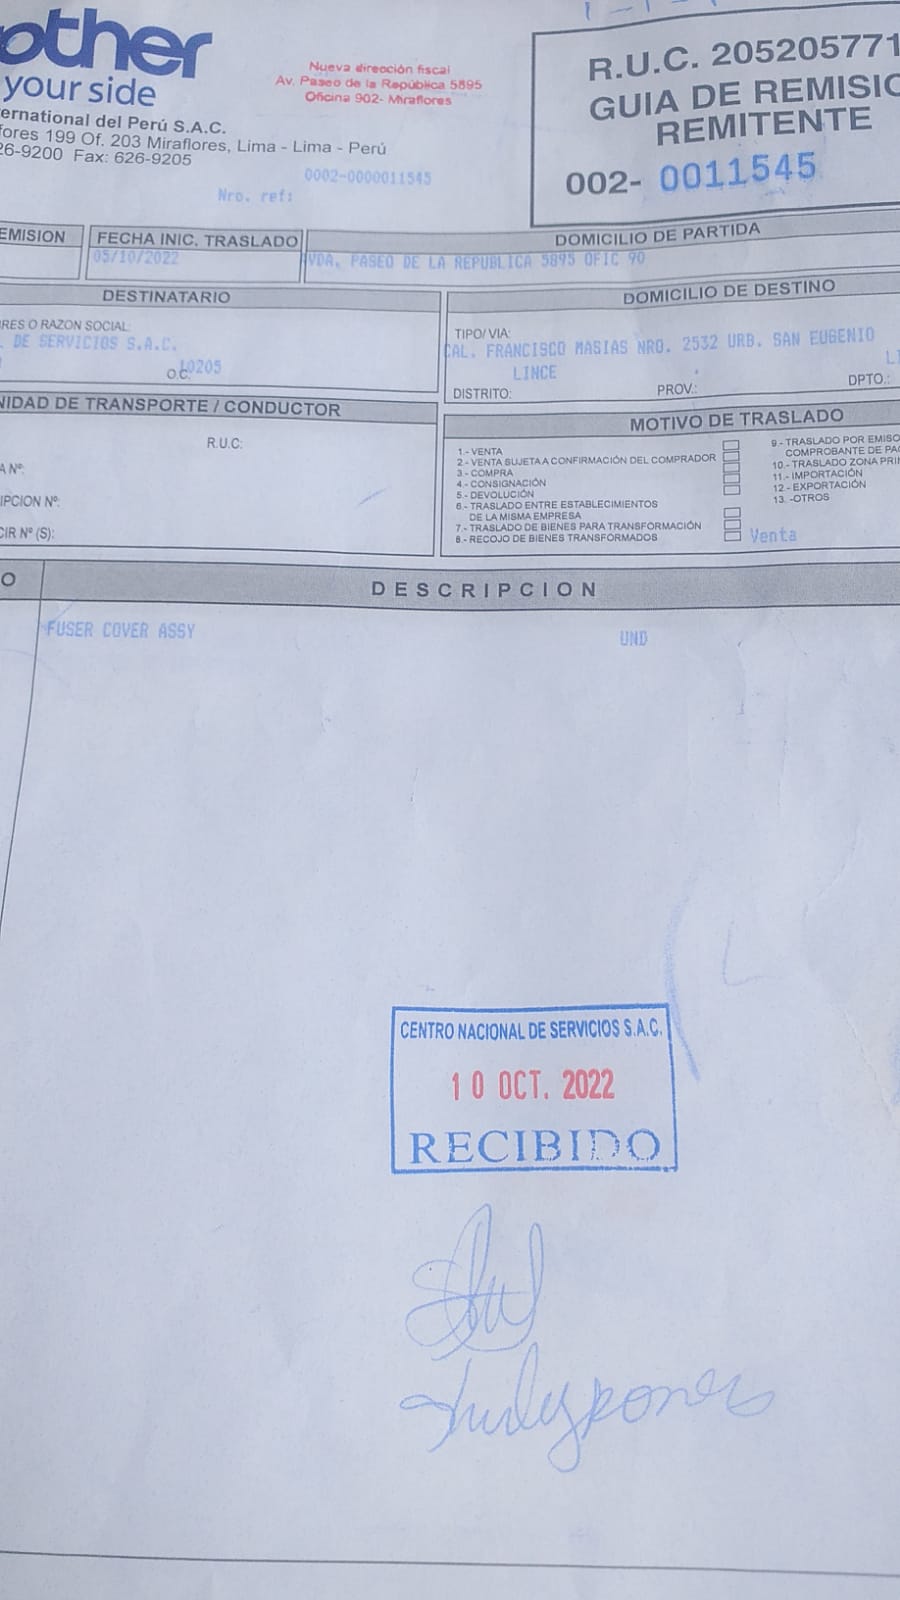 other
your side
ernational del Perú S.A.C.
fores 199 Of. 203 Miraflores, Lima - Lima - Perú
26-9200 Fax: 626-9205
Nueva dirección fiscal
Av. Paseo de la República 5895
Oficina 902- Miraflores
0002-0000011545
Nro. ref:
R.U.C. 205205771
GUIA DE REMISIO
REMITENTE
002- 0011545
EMISION
FECHA INIC. TRASLADO
05/10/2022
DOMICILIO DE PARTIDA
VDA. PASEO DE LA REPUBLICA 5895 OFIC 90
DESTINATARIO
RES O RAZON SOCIAL:
. DE SERVICIOS S.A.C.
O.C. 10205
DOMICILIO DE DESTINO
TIPO/ VIA:
CAL. FRANCISCO MASIAS NRO. 2532 URB. SAN EUGENIO
LINCE LI
DISTRITO: PROV.: DPTO.:
NIDAD DE TRANSPORTE / CONDUCTOR
R.U.C:
A Nº:
IPCION Nº:
CIR Nº (S):
MOTIVO DE TRASLADO
1.- VENTA
2.- VENTA SUJETA A CONFIRMACIÓN DEL COMPRADOR
3.- COMPRA
4.- CONSIGNACIÓN
5.- DEVOLUCIÓN
6.- TRASLADO ENTRE ESTABLECIMIENTOS
DE LA MISMA EMPRESA
7.- TRASLADO DE BIENES PARA TRANSFORMACIÓN
8.- RECOJO DE BIENES TRANSFORMADOS
9.- TRASLADO POR EMISO
COMPROBANTE DE PA
10.- TRASLADO ZONA PRI
11.- IMPORTACIÓN
12.- EXPORTACIÓN
13. -OTROS
Venta
O
DESCRIPCION
FUSER COVER ASSY UND
CENTRO NACIONAL DE SERVICIOS S.A.C.
10 OCT. 2022
RECIBIDO